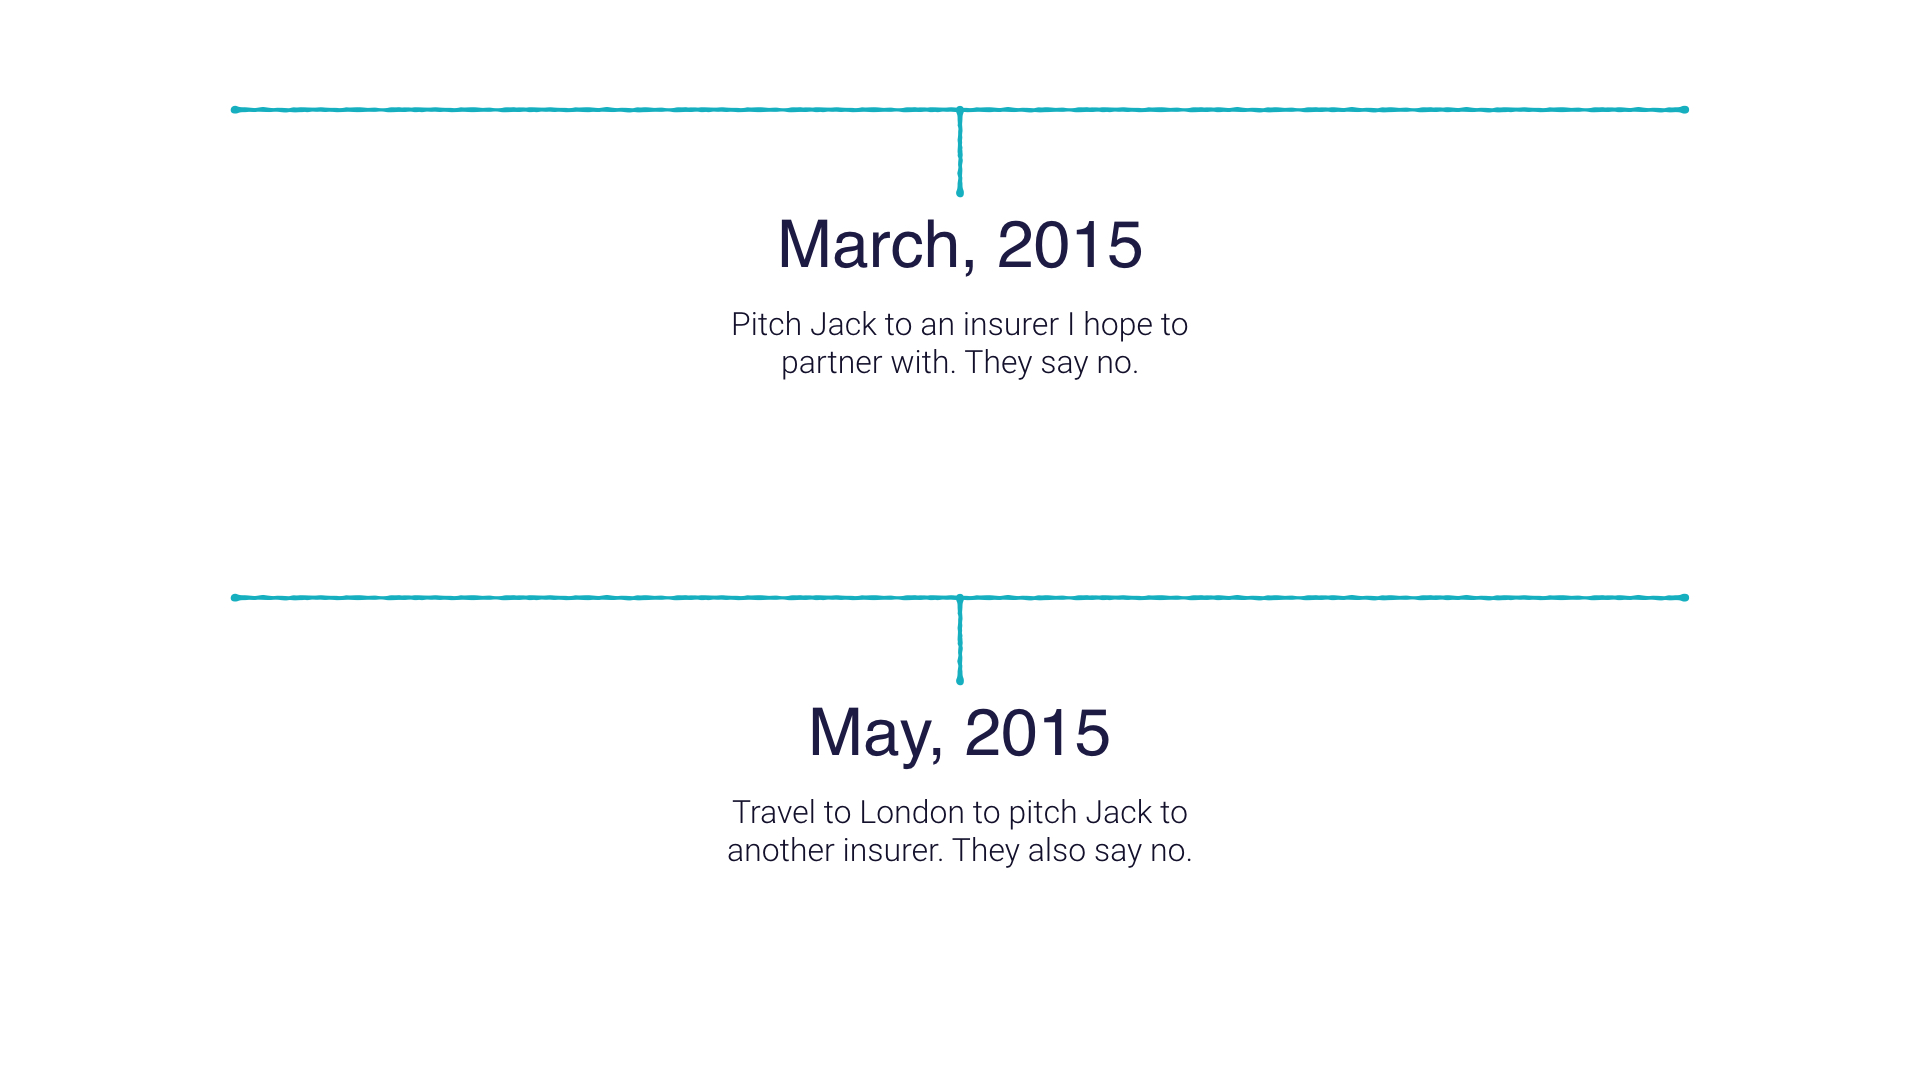 March, 2015
Pitch Jack to an insurer I hope to
partner with. They say no.
May, 2015
Travel to London to pitch Jack to
another insurer. They also say no.